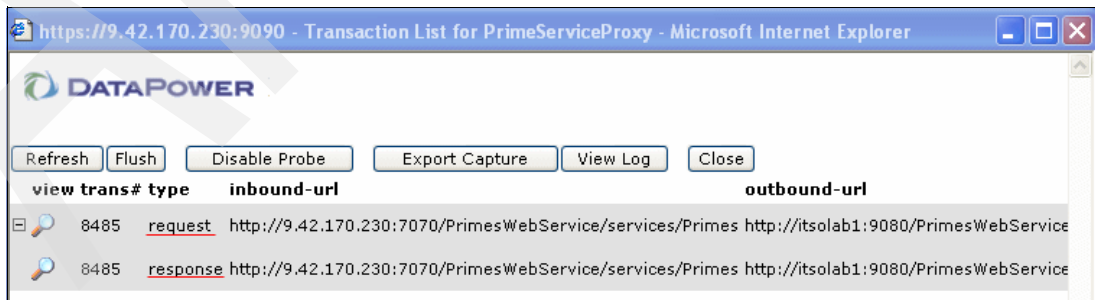 https://9.42.170.230:9090 - Transaction List for PrimeServiceProxy - Microsoft Internet Explorer
DATAPOWER
Refresh Flush Disable Probe Export Capture View Log Close
view trans# type inbound-url outbound-url
8485 request http://9.42.170.230:7070/PrimesWebService/services/Primes http://itsolab1:9080/PrimesWebService
8485 response http://9.42.170.230:7070/PrimesWebService/services/Primes http://itsolab1:9080/PrimesWebService